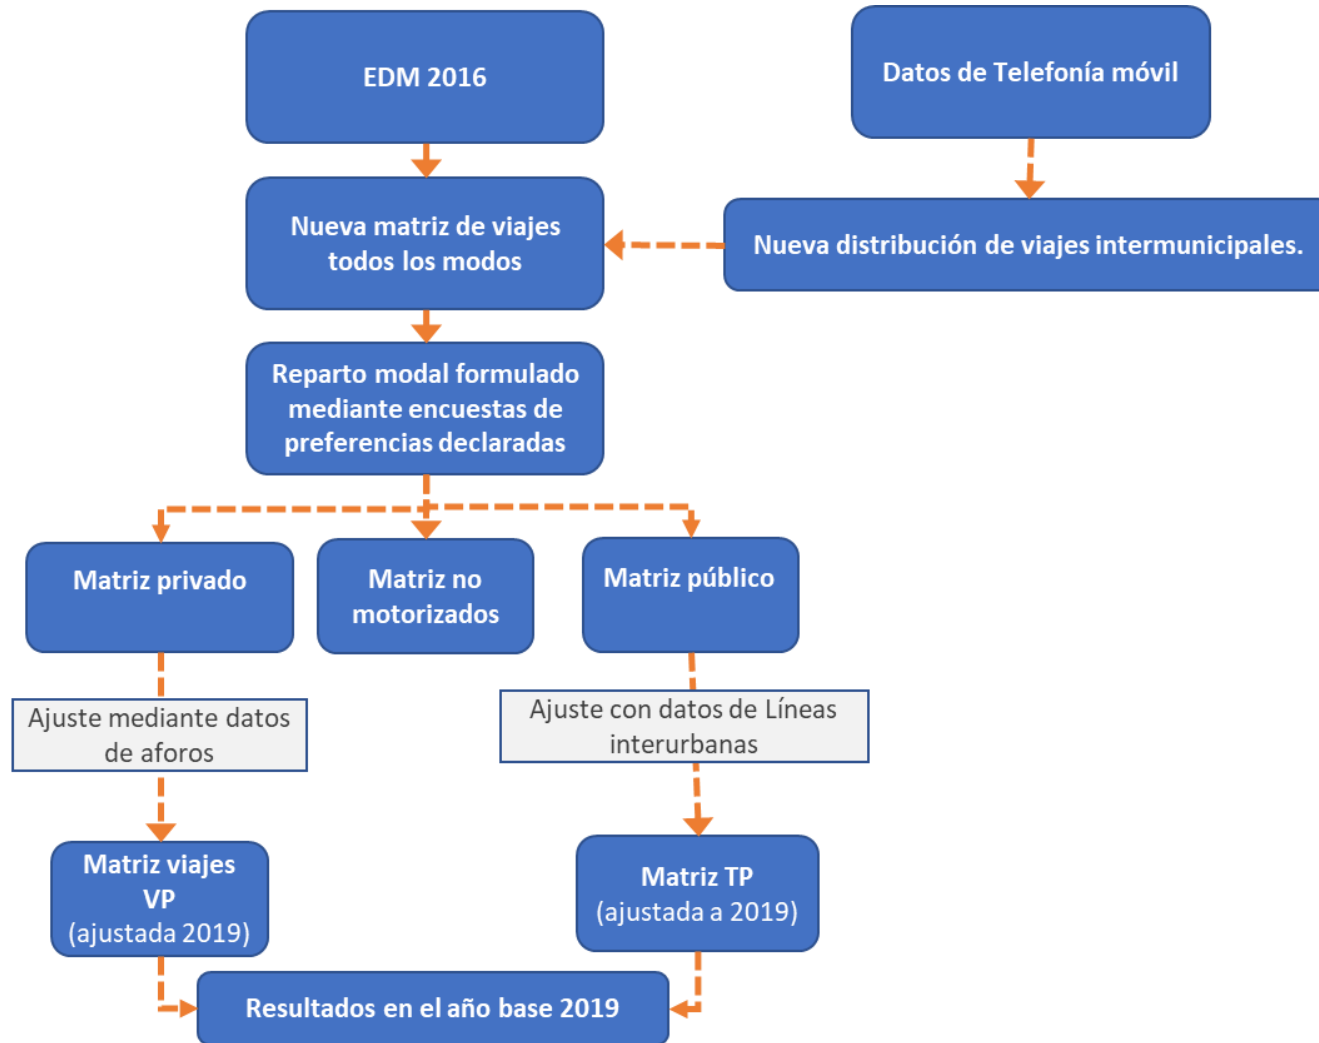 EDM 2016
Datos de Telefonía móvil
Nueva matriz de viajes
todos los modos
Nueva distribución de viajes intermunicipales.
Reparto modal formulado
mediante encuestas de
preferencias declaradas
Matriz privado
Matriz no
motorizados
Matriz público
Ajuste mediante datos
de aforos
Ajuste con datos de Líneas
interurbanas
Matriz viajes
VP
(ajustada 2019)
Matriz TP
(ajustada a 2019)
Resultados en el año base 2019